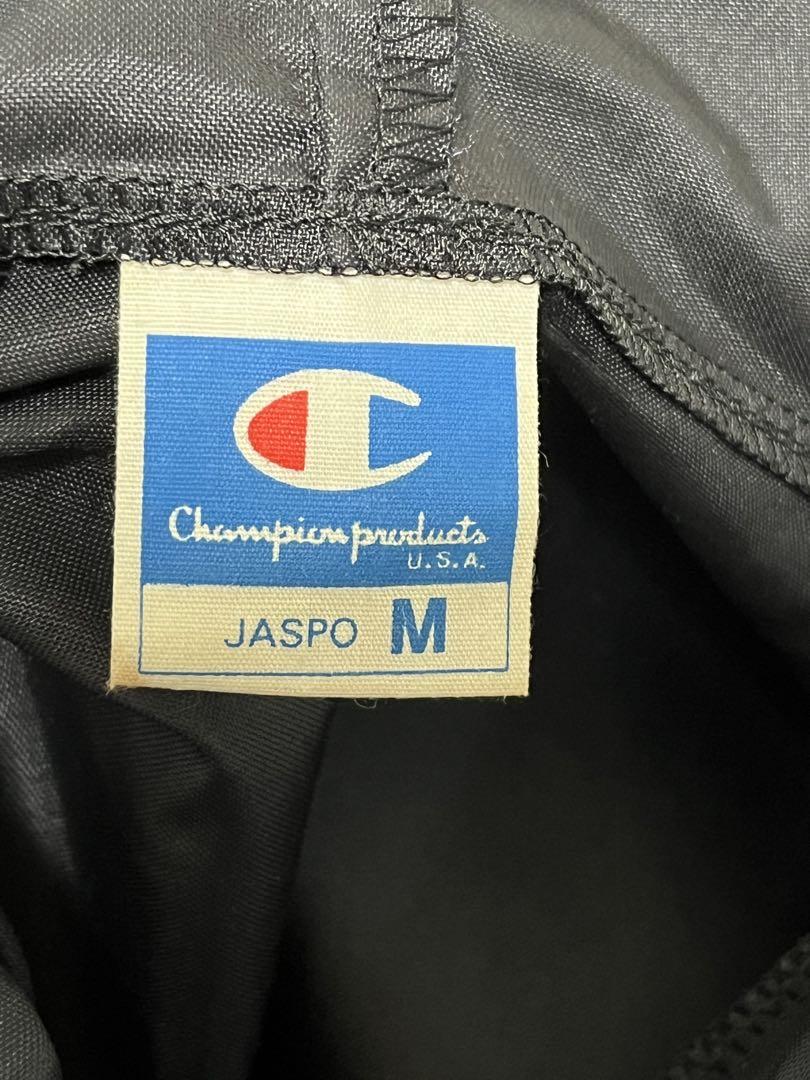 Champion products
U.S.A.
JASPO M